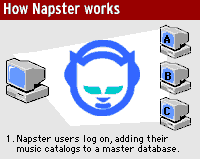 How Napster works
A
B
C
1. Napster users log on, adding their
music catalogs to a master database.